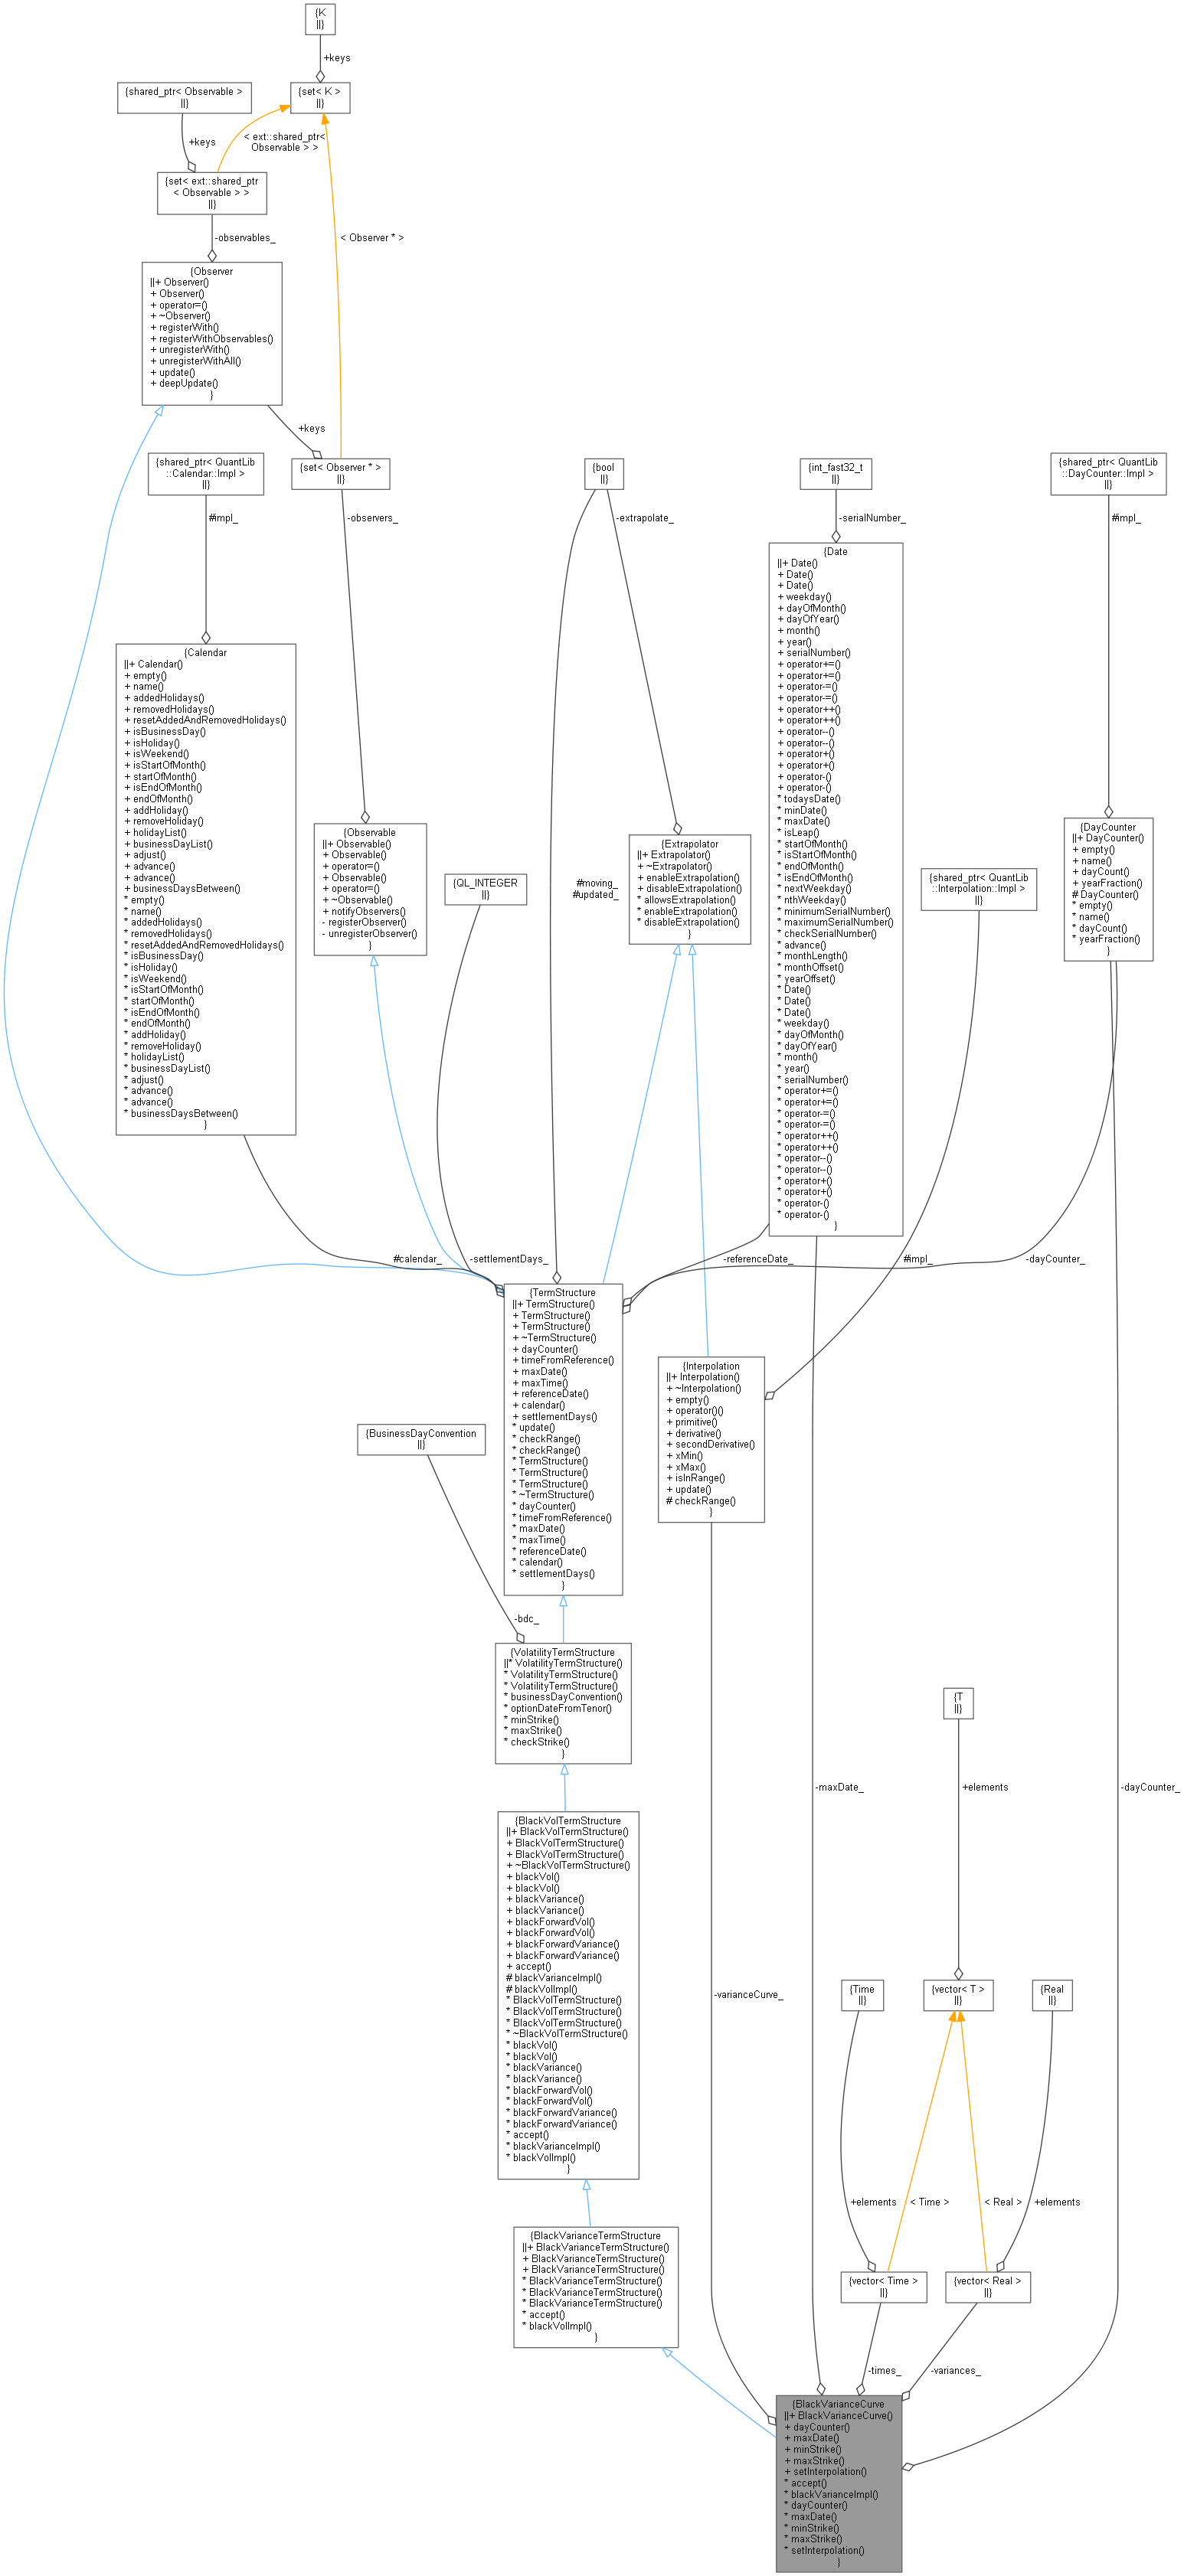 {K
||}
+keys
{shared_ptr< Observable >
||}
{set< K >
||}
+keys
< ext::shared_ptr<
Observable > >
{set< ext::shared_ptr
< Observable > >
||}
-observables_
< Observer * >
{Observer
||+ Observer()
+ Observer()
+ operator=()
+ ~Observer()
+ registerWith()
+ registerWithObservables()
+ unregisterWith()
+ unregisterWithAll()
+ update()
+ deepUpdate()
}
+keys
{shared_ptr< QuantLib
::Calendar::Impl >
||}
{set< Observer * >
||}
{bool
||}
{int_fast32_t
||}
{shared_ptr< QuantLib
::DayCounter::Impl >
||}
#impl_
-observers_
-extrapolate_
-serialNumber_
#impl_
{Date
||+ Date()
+ Date()
+ Date()
+ weekday()
+ dayOfMonth()
+ dayOfYear()
+ month()
+ year()
+ serialNumber()
+ operator+=()
+ operator+=()
+ operator-=()
+ operator-=()
+ operator++()
+ operator++()
+ operator--()
+ operator--()
+ operator+()
+ operator+()
+ operator-()
+ operator-()
* todaysDate()
* minDate()
* maxDate()
* isLeap()
* startOfMonth()
* isStartOfMonth()
* endOfMonth()
* isEndOfMonth()
* nextWeekday()
* nthWeekday()
* minimumSerialNumber()
* maximumSerialNumber()
* checkSerialNumber()
* advance()
* monthLength()
* monthOffset()
* yearOffset()
* Date()
* Date()
* Date()
* weekday()
* dayOfMonth()
* dayOfYear()
* month()
* year()
* serialNumber()
* operator+=()
* operator+=()
* operator-=()
* operator-=()
* operator++()
* operator++()
* operator--()
* operator--()
* operator+()
* operator+()
* operator-()
* operator-()
}
{Calendar
||+ Calendar()
+ empty()
+ name()
+ addedHolidays()
+ removedHolidays()
+ resetAddedAndRemovedHolidays()
+ isBusinessDay()
+ isHoliday()
+ isWeekend()
+ isStartOfMonth()
+ startOfMonth()
+ isEndOfMonth()
+ endOfMonth()
+ addHoliday()
+ removeHoliday()
+ holidayList()
+ businessDayList()
+ adjust()
+ advance()
+ advance()
+ businessDaysBetween()
* empty()
* name()
* addedHolidays()
* removedHolidays()
* resetAddedAndRemovedHolidays()
* isBusinessDay()
* isHoliday()
* isWeekend()
* isStartOfMonth()
* startOfMonth()
* isEndOfMonth()
* endOfMonth()
* addHoliday()
* removeHoliday()
* holidayList()
* businessDayList()
* adjust()
* advance()
* advance()
* businessDaysBetween()
}
{Observable
||+ Observable()
+ Observable()
+ operator=()
+ Observable()
+ operator=()
+ ~Observable()
+ notifyObservers()
- registerObserver()
- unregisterObserver()
}
{QL_INTEGER
||}
#moving_
#updated_
{Extrapolator
||+ Extrapolator()
+ ~Extrapolator()
+ enableExtrapolation()
+ disableExtrapolation()
* allowsExtrapolation()
* enableExtrapolation()
* disableExtrapolation()
}
{shared_ptr< QuantLib
::Interpolation::Impl >
||}
{DayCounter
||+ DayCounter()
+ empty()
+ name()
+ dayCount()
+ yearFraction()
# DayCounter()
* empty()
* name()
* dayCount()
* yearFraction()
}
#calendar_
-settlementDays_
-referenceDate_
#impl_
-dayCounter_
{TermStructure
||+ TermStructure()
+ TermStructure()
+ TermStructure()
+ ~TermStructure()
+ dayCounter()
+ timeFromReference()
+ maxDate()
+ maxTime()
+ referenceDate()
+ calendar()
+ settlementDays()
* update()
* checkRange()
* checkRange()
* TermStructure()
* TermStructure()
* TermStructure()
* ~TermStructure()
* dayCounter()
* timeFromReference()
* maxDate()
* maxTime()
* referenceDate()
* calendar()
* settlementDays()
}
{Interpolation
||+ Interpolation()
+ ~Interpolation()
+ empty()
+ operator()()
+ primitive()
+ derivative()
+ secondDerivative()
+ xMin()
+ xMax()
+ isInRange()
+ update()
# checkRange()
}
{BusinessDayConvention
||}
-bdc_
{VolatilityTermStructure
||* VolatilityTermStructure()
* VolatilityTermStructure()
* VolatilityTermStructure()
* businessDayConvention()
* optionDateFromTenor()
* minStrike()
* maxStrike()
* checkStrike()
}
{T
||}
-maxDate_
+elements
-dayCounter_
{BlackVolTermStructure
||+ BlackVolTermStructure()
+ BlackVolTermStructure()
+ BlackVolTermStructure()
+ ~BlackVolTermStructure()
+ blackVol()
+ blackVol()
+ blackVariance()
+ blackVariance()
+ blackForwardVol()
+ blackForwardVol()
+ blackForwardVariance()
+ blackForwardVariance()
+ accept()
# blackVarianceImpl()
# blackVolImpl()
* BlackVolTermStructure()
* BlackVolTermStructure()
* BlackVolTermStructure()
* ~BlackVolTermStructure()
* blackVol()
* blackVol()
* blackVariance()
* blackVariance()
* blackForwardVol()
* blackForwardVol()
* blackForwardVariance()
* blackForwardVariance()
* accept()
* blackVarianceImpl()
* blackVolImpl()
}
-varianceCurve_
{Time
||}
{vector< T >
||}
{Real
||}
+elements
< Time >
< Real >
+elements
{BlackVarianceTermStructure
||+ BlackVarianceTermStructure()
+ BlackVarianceTermStructure()
+ BlackVarianceTermStructure()
* BlackVarianceTermStructure()
* BlackVarianceTermStructure()
* BlackVarianceTermStructure()
* accept()
* blackVolImpl()
}
{vector< Time >
||}
{vector< Real >
||}
-times_
-variances_
{BlackVarianceCurve
||+ BlackVarianceCurve()
+ dayCounter()
+ maxDate()
+ minStrike()
+ maxStrike()
+ setInterpolation()
* accept()
* blackVarianceImpl()
* dayCounter()
* maxDate()
* minStrike()
* maxStrike()
* setInterpolation()
}